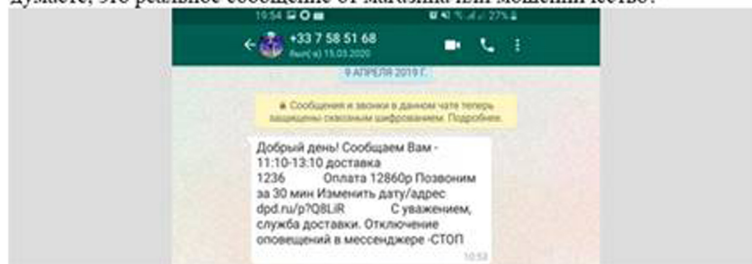 думаете, это реальное сообщение от магазина или мошенничество?
19:54 27%
+33 7 58 51 68
был(-а) 15.03.2020
9 АПРЕЛЯ 2019 Г.
Сообщения и звонки в данном чате теперь
защищены сквозным шифрованием. Подробнее.
Добрый день! Сообщаем Вам -
11:10-13:10 доставка
1236 Оплата 12860р Позвоним
за 30 мин Изменить дату/адрес
dpd.ru/p?Q8LiR С уважением,
служба доставки. Отключение
оповещений в мессенджере -СТОП
10:53